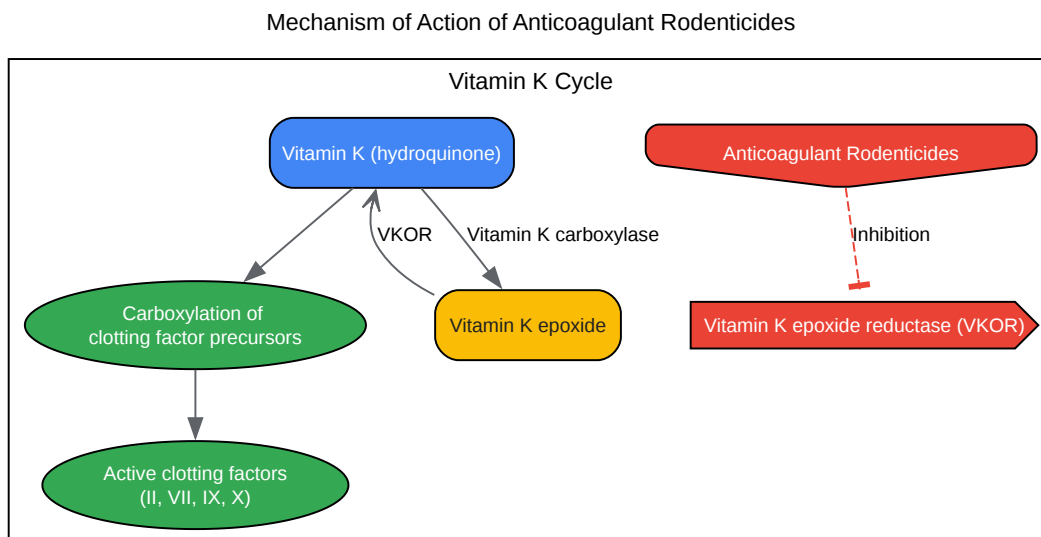 Mechanism of Action of Anticoagulant Rodenticides
Vitamin K Cycle
Vitamin K (hydroquinone)
Anticoagulant Rodenticides
VKOR
Vitamin K carboxylase
Inhibition
Carboxylation of
clotting factor precursors
Vitamin K epoxide
Vitamin K epoxide reductase (VKOR)
Active clotting factors
(II, VII, IX, X)